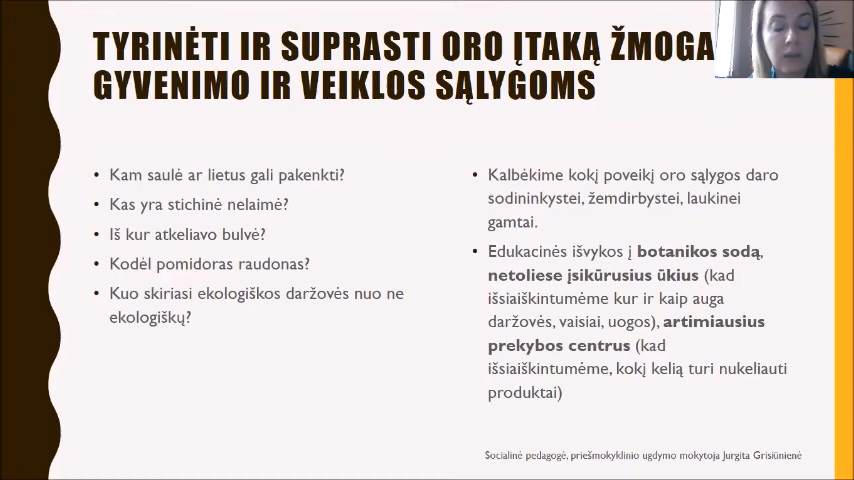 TYRINĖTI IR SUPRASTI ORO ĮTAKĄ
GYVENIMO IR VEIKLOS SĄLYGOMS
• Kam saulė ar lietus gali pakenkti?
• Kas yra stichinė nelaimė?
• Iš kur atkeliavo bulvė?
• Kodėl pomidoras raudonas?
• Kuo skiriasi ekologiškos daržovės nuo ne
ekologiškų?
• Kalbėkime kokį poveikį oro sąlygos daro
sodininkystei, žemdirbystei, laukinei
gamtai.
• Edukacinės išvykos į botanikos sodą,
netoliese įsikūrusius ūkius (kad
išsiaiškintumėme kur ir kaip auga
daržovės, vaisiai, uogos), artimiausius
prekybos centrus (kad
išsiaiškintumėme, kokį kelią turi nukeliauti
produktai)
Socialinė pedagogė, priešmokyklinio ugdymo mokytoja Jurgita Grisiūnienė